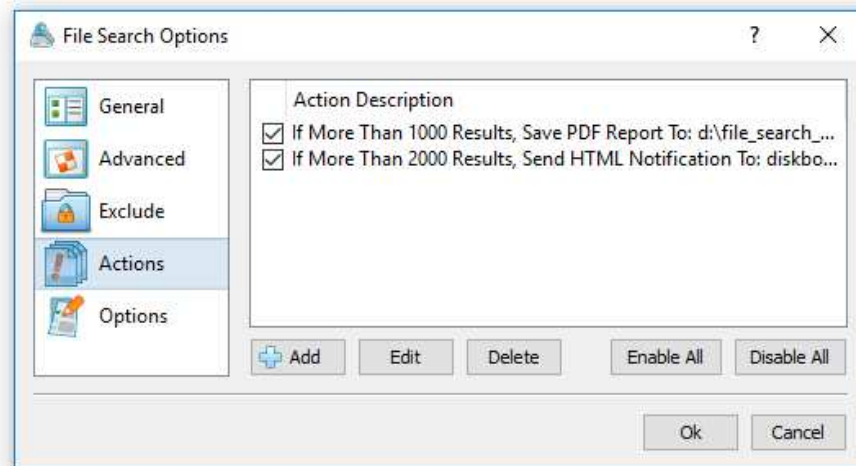 File Search Options
?
General
Advanced
Exclude
Actions
Options
Action Description
If More Than 1000 Results, Save PDF Report To: d:\file_search_...
If More Than 2000 Results, Send HTML Notification To: diskbo...
Add
Edit
Delete
Enable All
Disable All
Ok
Cancel